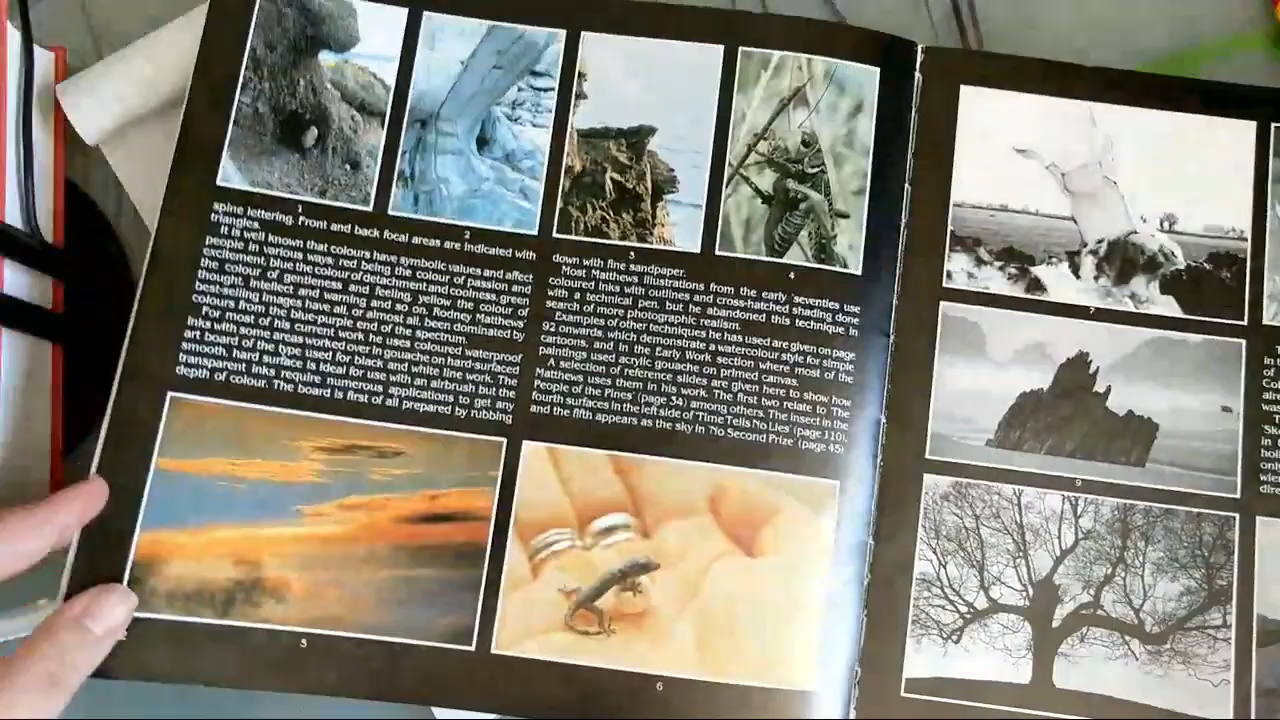 1
2
3
4
spine lettering. Front and back focal areas are indicated with
triangles.
It is well known that colours have symbolic values and affect
people in various ways; red being the colour of passion and
excitement, blue the colour of detachment and coolness, green
the colour of gentleness and feeling, yellow the colour of
thought, intellect and warning and so on. Rodney Matthews'
best-selling images have all, or almost all, been dominated by
colours from the blue-purple end of the spectrum.
For most of his current work he uses coloured waterproof
inks with some areas worked over in gouache on hard-surfaced
art board of the type used for black and white line work. The
smooth, hard surface is ideal for use with an airbrush but the
transparent inks require numerous applications to get any
depth of colour. The board is first of all prepared by rubbing
down with fine sandpaper.
Most Matthews illustrations from the early 'seventies use
coloured inks with outlines and cross-hatched shading done
with a technical pen, but he abandoned this technique in
search of more photographic realism.
Examples of other techniques he has used are given on page
92 onwards, which demonstrate a watercolour style for simple
cartoons, and in the Early Work section where most of the
paintings used acrylic gouache on primed canvas.
A selection of reference slides are given here to show how
Matthews uses them in his work. The first two relate to 'The
People of the Pines' (page 34) among others. The insect in the
fourth surfaces in the left side of 'Time Tells No Lies' (page 110),
and the fifth appears as the sky in 'No Second Prize' (page 45)
5
6
7
9